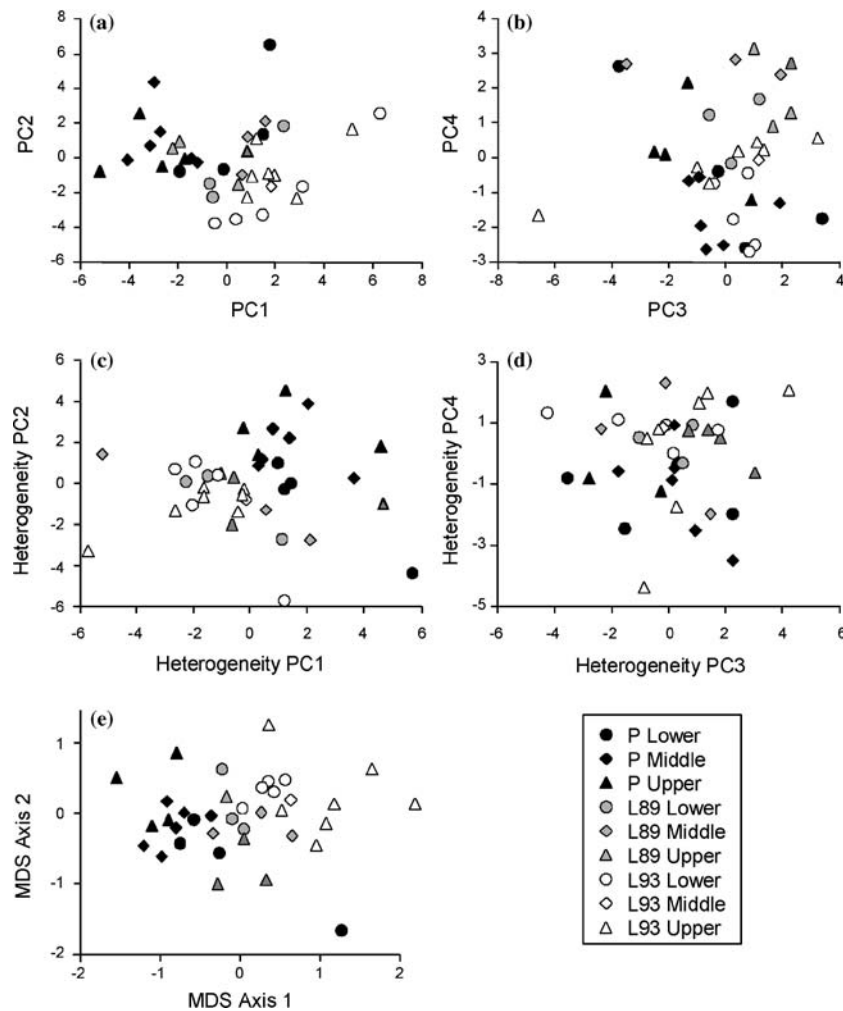 (a)
8
6
4
2
0
-2
-4
-6
-6 -4 -2 0 2 4 6 8
PC2
PC1
(b)
4
3
2
1
0
-1
-2
-3
-8 -6 -4 -2 0 2 4
PC4
PC3
(c)
6
4
2
0
-2
-4
-6
-6 -4 -2 0 2 4 6
Heterogeneity PC2
Heterogeneity PC1
(d)
3
1
-1
-3
-5
-6 -4 -2 0 2 4 6
Heterogeneity PC4
Heterogeneity PC3
(e)
1
0
-1
-2
-2 -1 0 1 2
MDS Axis 2
MDS Axis 1
P Lower
P Middle
P Upper
L89 Lower
L89 Middle
L89 Upper
L93 Lower
L93 Middle
L93 Upper